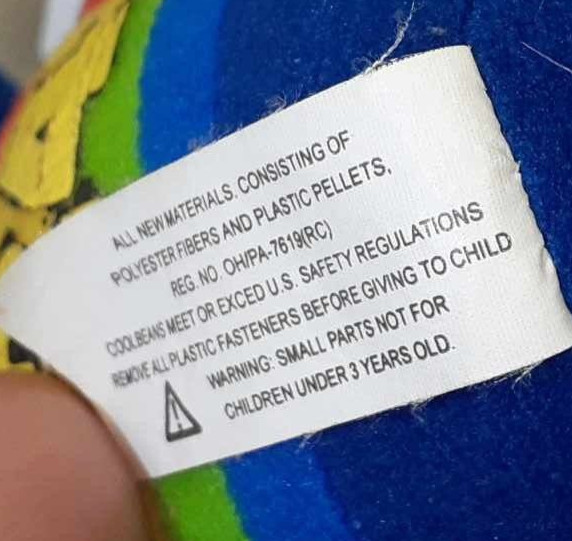 ALL NEW MATERIALS. CONSISTING OF
POLYESTER FIBERS AND PLASTIC PELLETS,
REG. NO. OH/PA-7619(RC)
COOLBEANS MEET OR EXCED U.S. SAFETY REGULATIONS
REMOVE ALL PLASTIC FASTENERS BEFORE GIVING TO CHILD
WARNING: SMALL PARTS NOT FOR
CHILDREN UNDER 3 YEARS OLD.